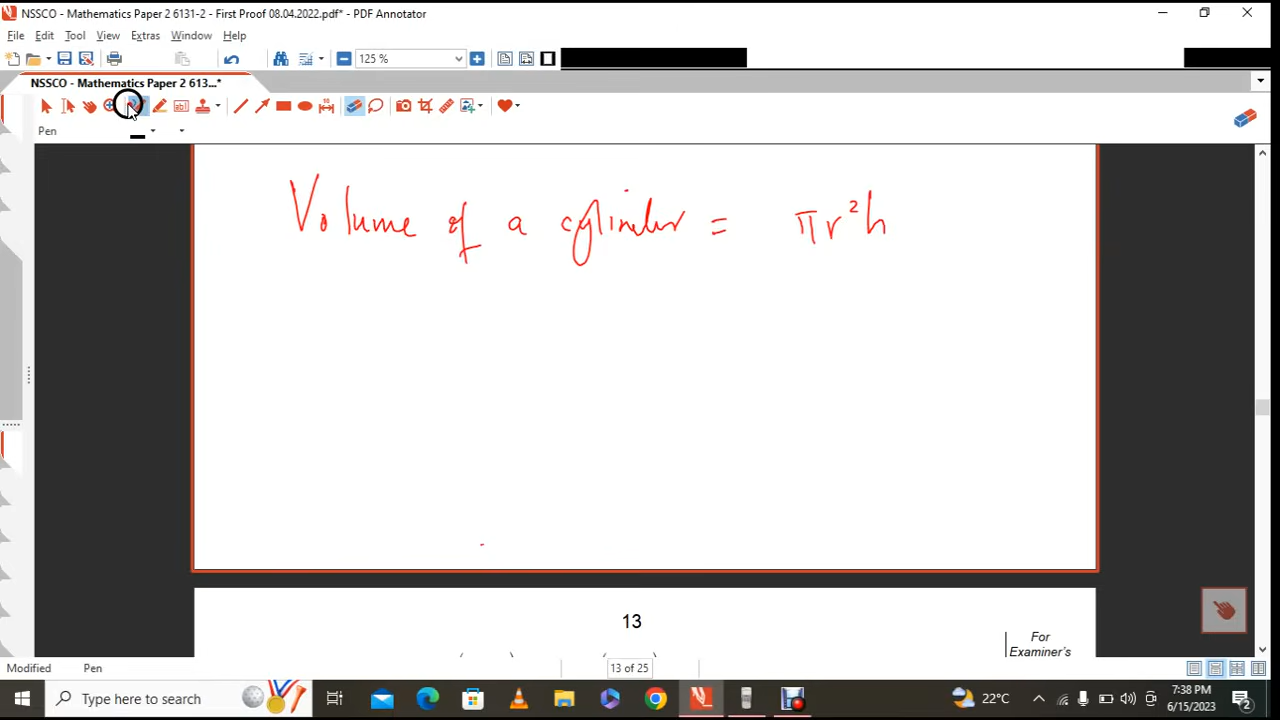 NSSCO - Mathematics Paper 2 6131-2 - First Proof 08.04.2022.pdf* - PDF Annotator
File Edit Tool View Extras Window Help
125 %
NSSCO - Mathematics Paper 2 613...*
Pen
Volume of a cylinder = πr²h
13
For
Examiner's
Modified Pen 13 of 25
Type here to search 22°C 7:38 PM
6/15/2023 2